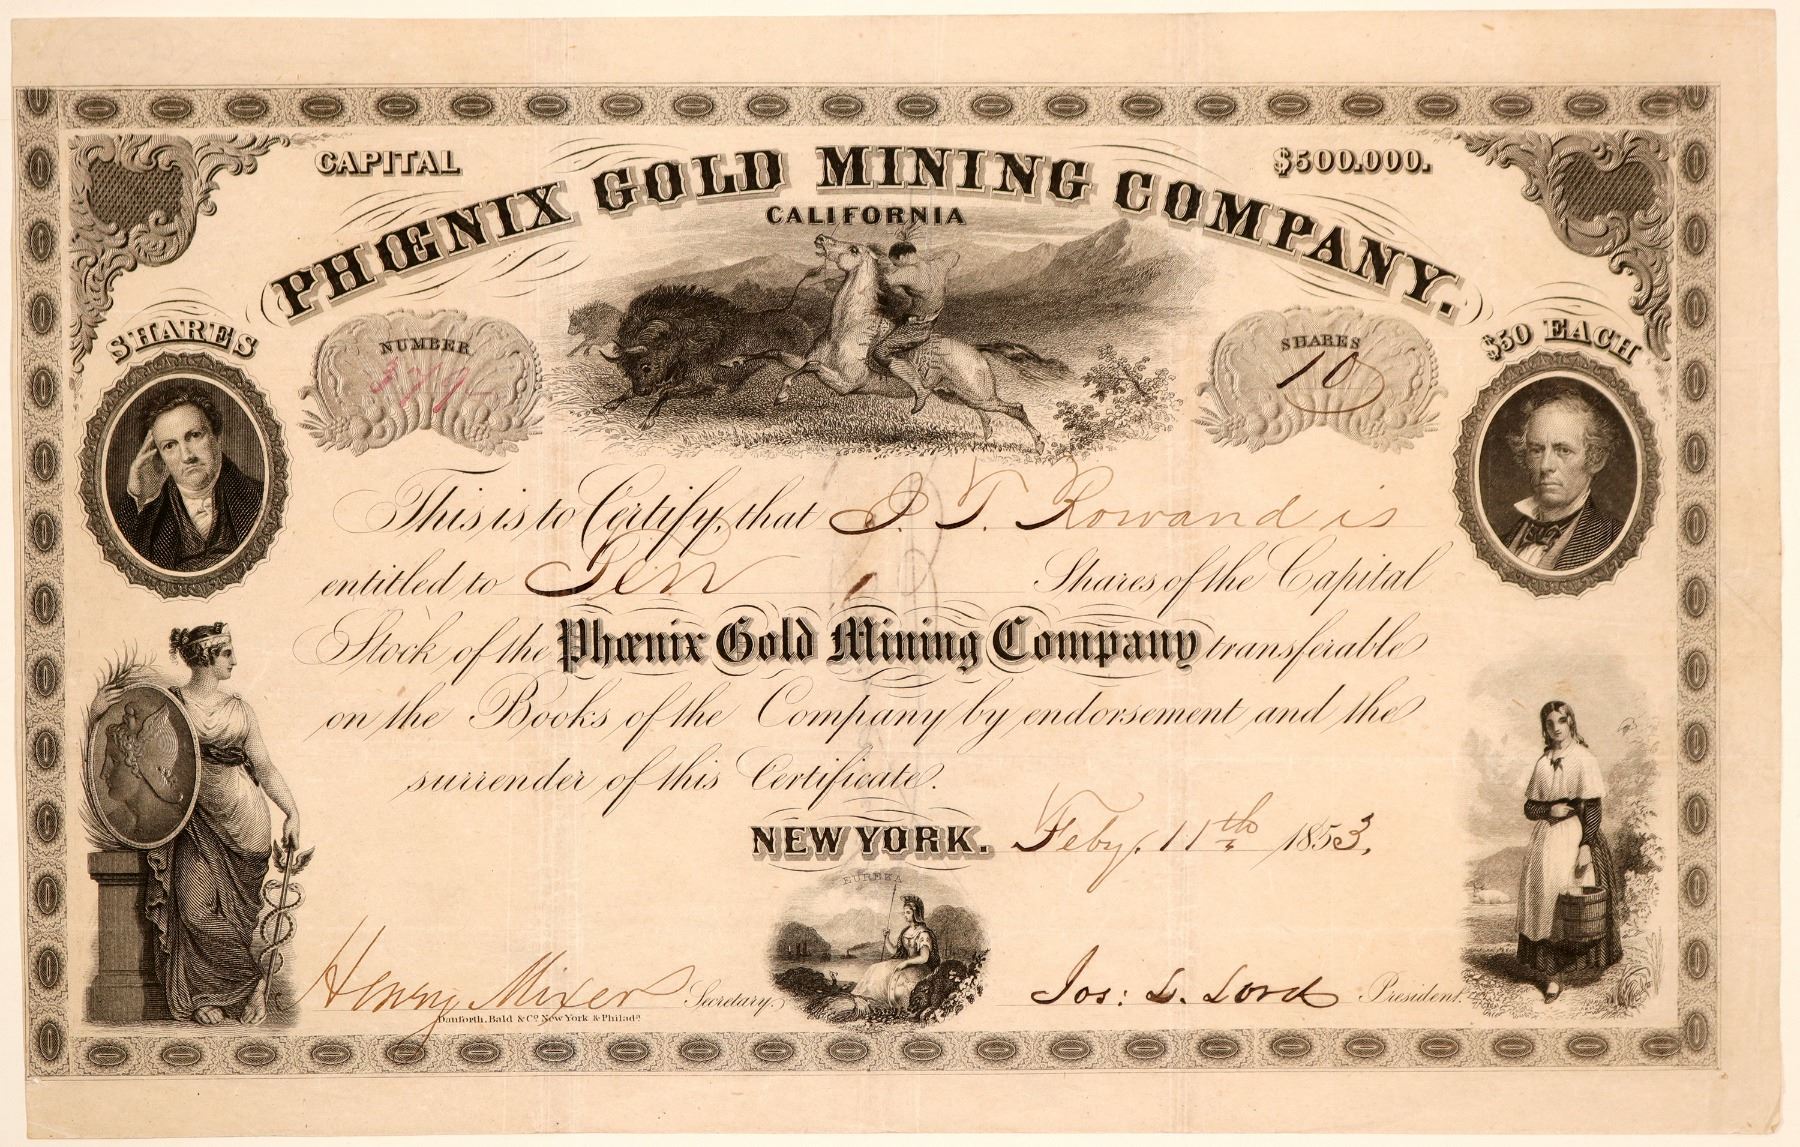 CAPITAL
$500.000.
PHŒNIX GOLD MINING COMPANY.
CALIFORNIA
SHARES
$50 EACH
NUMBER
379
SHARES
10
This is to Certify, that J. T. Rowand is
entitled to Ten Shares of the Capital
Stock of the Phœnix Gold Mining Company transferable
on the Books of the Company by endorsement and the
surrender of this Certificate.
NEW YORK. Feby. 11th 1853.
EUREKA
Henry Mixer Secretary. Jos: L. Lord President.
Danforth, Bald & Co. New York & Philada.